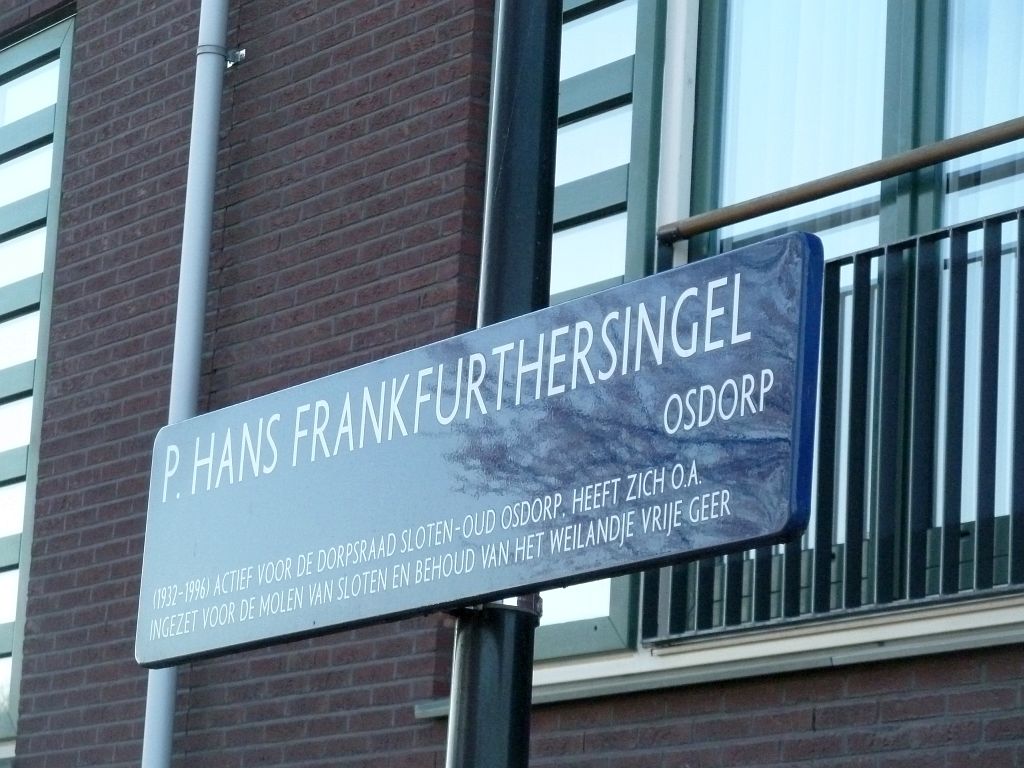 P. HANS FRANKFURTHERSINGEL
OSDORP
(1932-1996) ACTIEF VOOR DE DORPSRAAD SLOTEN-OUD OSDORP. HEEFT ZICH O.A.
INGEZET VOOR DE MOLEN VAN SLOTEN EN BEHOUD VAN HET WEILANDJE VRIJE GEER